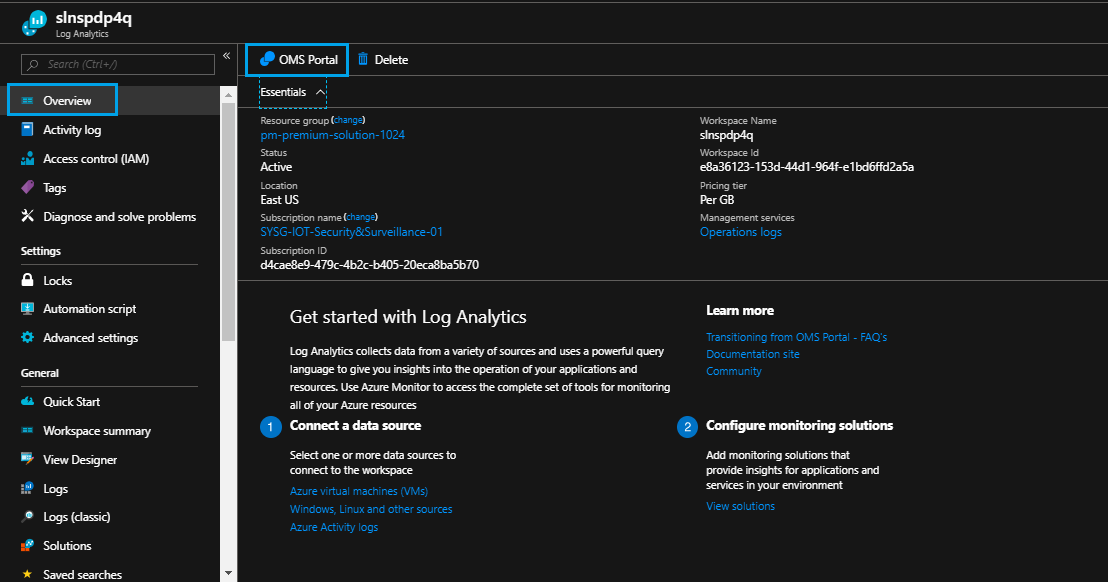 slnspdp4q
Log Analytics
Search (Ctrl+/)
«
OMS Portal
Delete
Overview
Activity log
Access control (IAM)
Tags
Diagnose and solve problems
Settings
Locks
Automation script
Advanced settings
General
Quick Start
Workspace summary
View Designer
Logs
Logs (classic)
Solutions
Saved searches
Essentials
Resource group (change)
pm-premium-solution-1024
Status
Active
Location
East US
Subscription name (change)
SYSG-IOT-Security&Surveillance-01
Subscription ID
d4cae8e9-479c-4b2c-b405-20eca8ba5b70
Workspace Name
slnspdp4q
Workspace Id
e8a36123-153d-44d1-964f-e1bd6ffd2a5a
Pricing tier
Per GB
Management services
Operations logs
Get started with Log Analytics
Log Analytics collects data from a variety of sources and uses a powerful query
language to give you insights into the operation of your applications and
resources. Use Azure Monitor to access the complete set of tools for monitoring
all of your Azure resources
1 Connect a data source
Select one or more data sources to
connect to the workspace
Azure virtual machines (VMs)
Windows, Linux and other sources
Azure Activity logs
Learn more
Transitioning from OMS Portal - FAQ's
Documentation site
Community
2 Configure monitoring solutions
Add monitoring solutions that
provide insights for applications and
services in your environment
View solutions